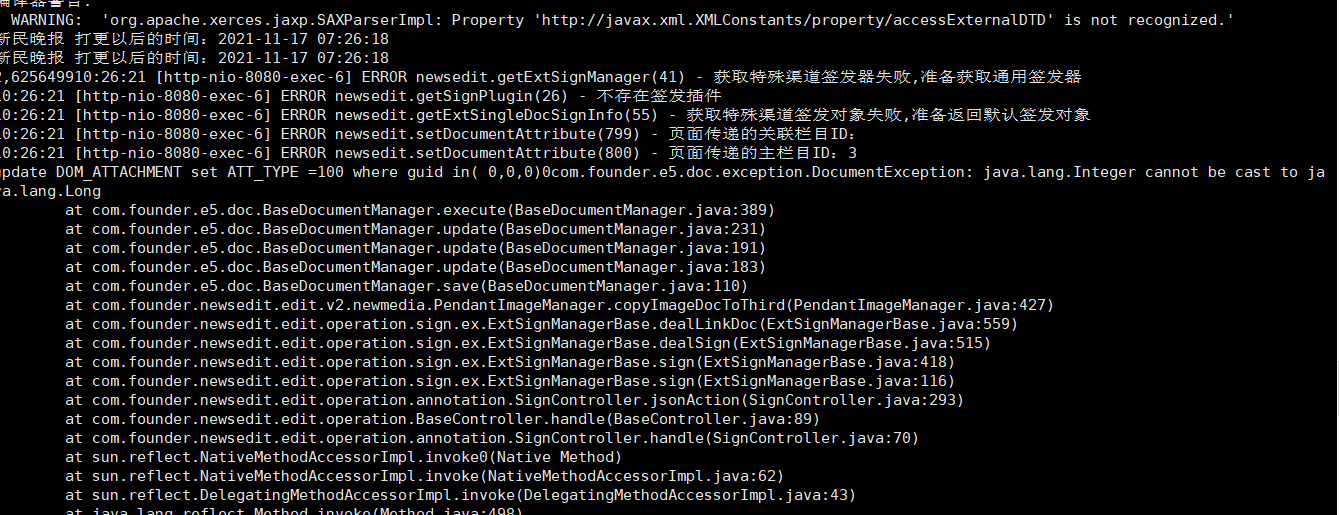 编译器警告:
WARNING:  'org.apache.xerces.jaxp.SAXParserImpl: Property 'http://javax.xml.XMLConstants/property/accessExternalDTD' is not recognized.'
新民晚报 打更以后的时间：2021-11-17 07:26:18
新民晚报 打更以后的时间：2021-11-17 07:26:18
2,625649910:26:21 [http-nio-8080-exec-6] ERROR newsedit.getExtSignManager(41) - 获取特殊渠道签发器失败,准备获取通用签发器
10:26:21 [http-nio-8080-exec-6] ERROR newsedit.getSignPlugin(26) - 不存在签发插件
10:26:21 [http-nio-8080-exec-6] ERROR newsedit.getExtSingleDocSignInfo(55) - 获取特殊渠道签发对象失败,准备返回默认签发对象
10:26:21 [http-nio-8080-exec-6] ERROR newsedit.setDocumentAttribute(799) - 页面传递的关联栏目ID：
10:26:21 [http-nio-8080-exec-6] ERROR newsedit.setDocumentAttribute(800) - 页面传递的主栏目ID：3
update DOM_ATTACHMENT set ATT_TYPE =100 where guid in( 0,0,0)0com.founder.e5.doc.exception.DocumentException: java.lang.Integer cannot be cast to ja
va.lang.Long
at com.founder.e5.doc.BaseDocumentManager.execute(BaseDocumentManager.java:389)
at com.founder.e5.doc.BaseDocumentManager.update(BaseDocumentManager.java:231)
at com.founder.e5.doc.BaseDocumentManager.update(BaseDocumentManager.java:191)
at com.founder.e5.doc.BaseDocumentManager.update(BaseDocumentManager.java:183)
at com.founder.e5.doc.BaseDocumentManager.save(BaseDocumentManager.java:110)
at com.founder.newsedit.edit.v2.newmedia.PendantImageManager.copyImageDocToThird(PendantImageManager.java:427)
at com.founder.newsedit.edit.operation.sign.ex.ExtSignManagerBase.dealLinkDoc(ExtSignManagerBase.java:559)
at com.founder.newsedit.edit.operation.sign.ex.ExtSignManagerBase.dealSign(ExtSignManagerBase.java:515)
at com.founder.newsedit.edit.operation.sign.ex.ExtSignManagerBase.sign(ExtSignManagerBase.java:418)
at com.founder.newsedit.edit.operation.sign.ex.ExtSignManagerBase.sign(ExtSignManagerBase.java:116)
at com.founder.newsedit.edit.operation.annotation.SignController.jsonAction(SignController.java:293)
at com.founder.newsedit.edit.operation.BaseController.handle(BaseController.java:89)
at com.founder.newsedit.edit.operation.annotation.SignController.handle(SignController.java:70)
at sun.reflect.NativeMethodAccessorImpl.invoke0(Native Method)
at sun.reflect.NativeMethodAccessorImpl.invoke(NativeMethodAccessorImpl.java:62)
at sun.reflect.DelegatingMethodAccessorImpl.invoke(DelegatingMethodAccessorImpl.java:43)
at java.lang.reflect.Method.invoke(Method.java:498)